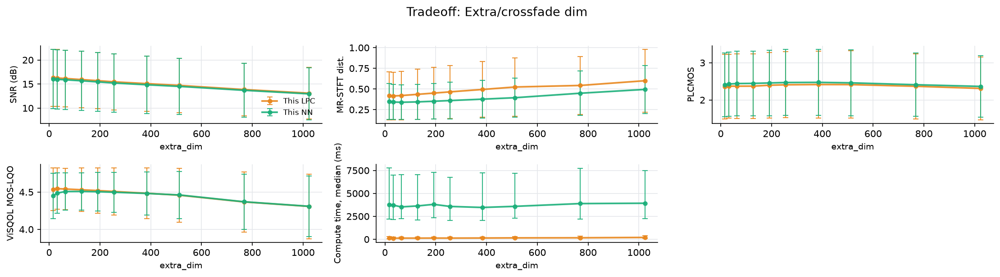 Tradeoff: Extra/crossfade dim
SNR (dB)
20
15
10
0 200 400 600 800 1000
extra_dim
This LPC
This NN
MR-STFT dist.
1.00
0.75
0.50
0.25
0 200 400 600 800 1000
extra_dim
PLCMOS
3
2
0 200 400 600 800 1000
extra_dim
ViSQOL MOS-LQO
4.5
4.0
0 200 400 600 800 1000
extra_dim
Compute time, median (ms)
7500
5000
2500
0
0 200 400 600 800 1000
extra_dim